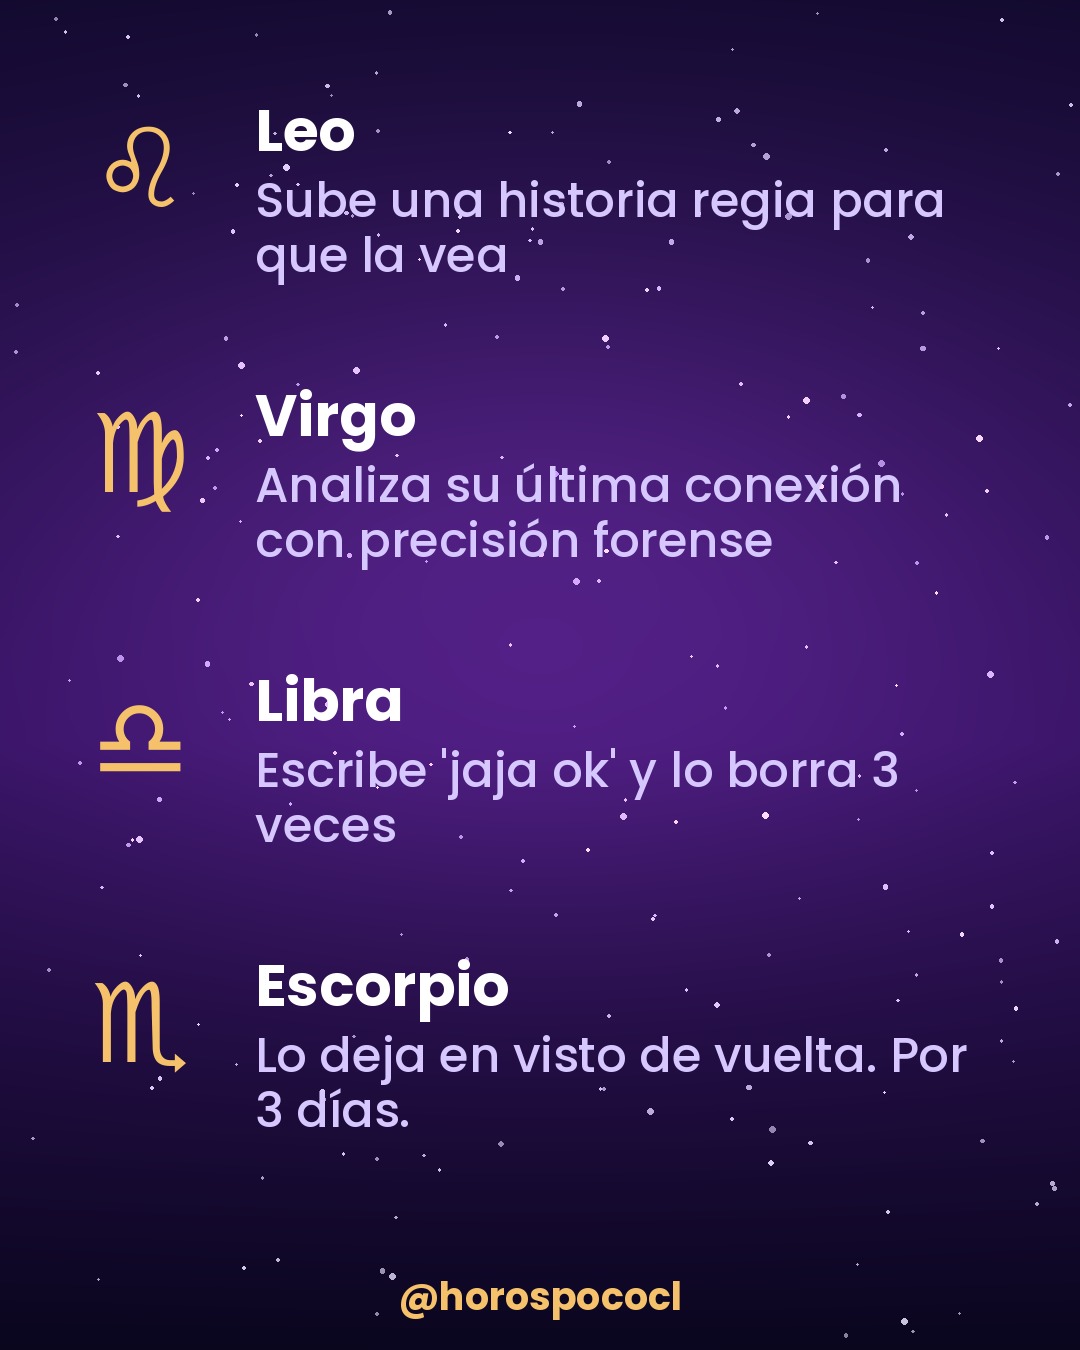 Leo
Sube una historia regia para
que la vea
Virgo
Analiza su última conexión
con precisión forense
Libra
Escribe 'jaja ok' y lo borra 3
veces
Escorpio
Lo deja en visto de vuelta. Por
3 días.
@horospococl